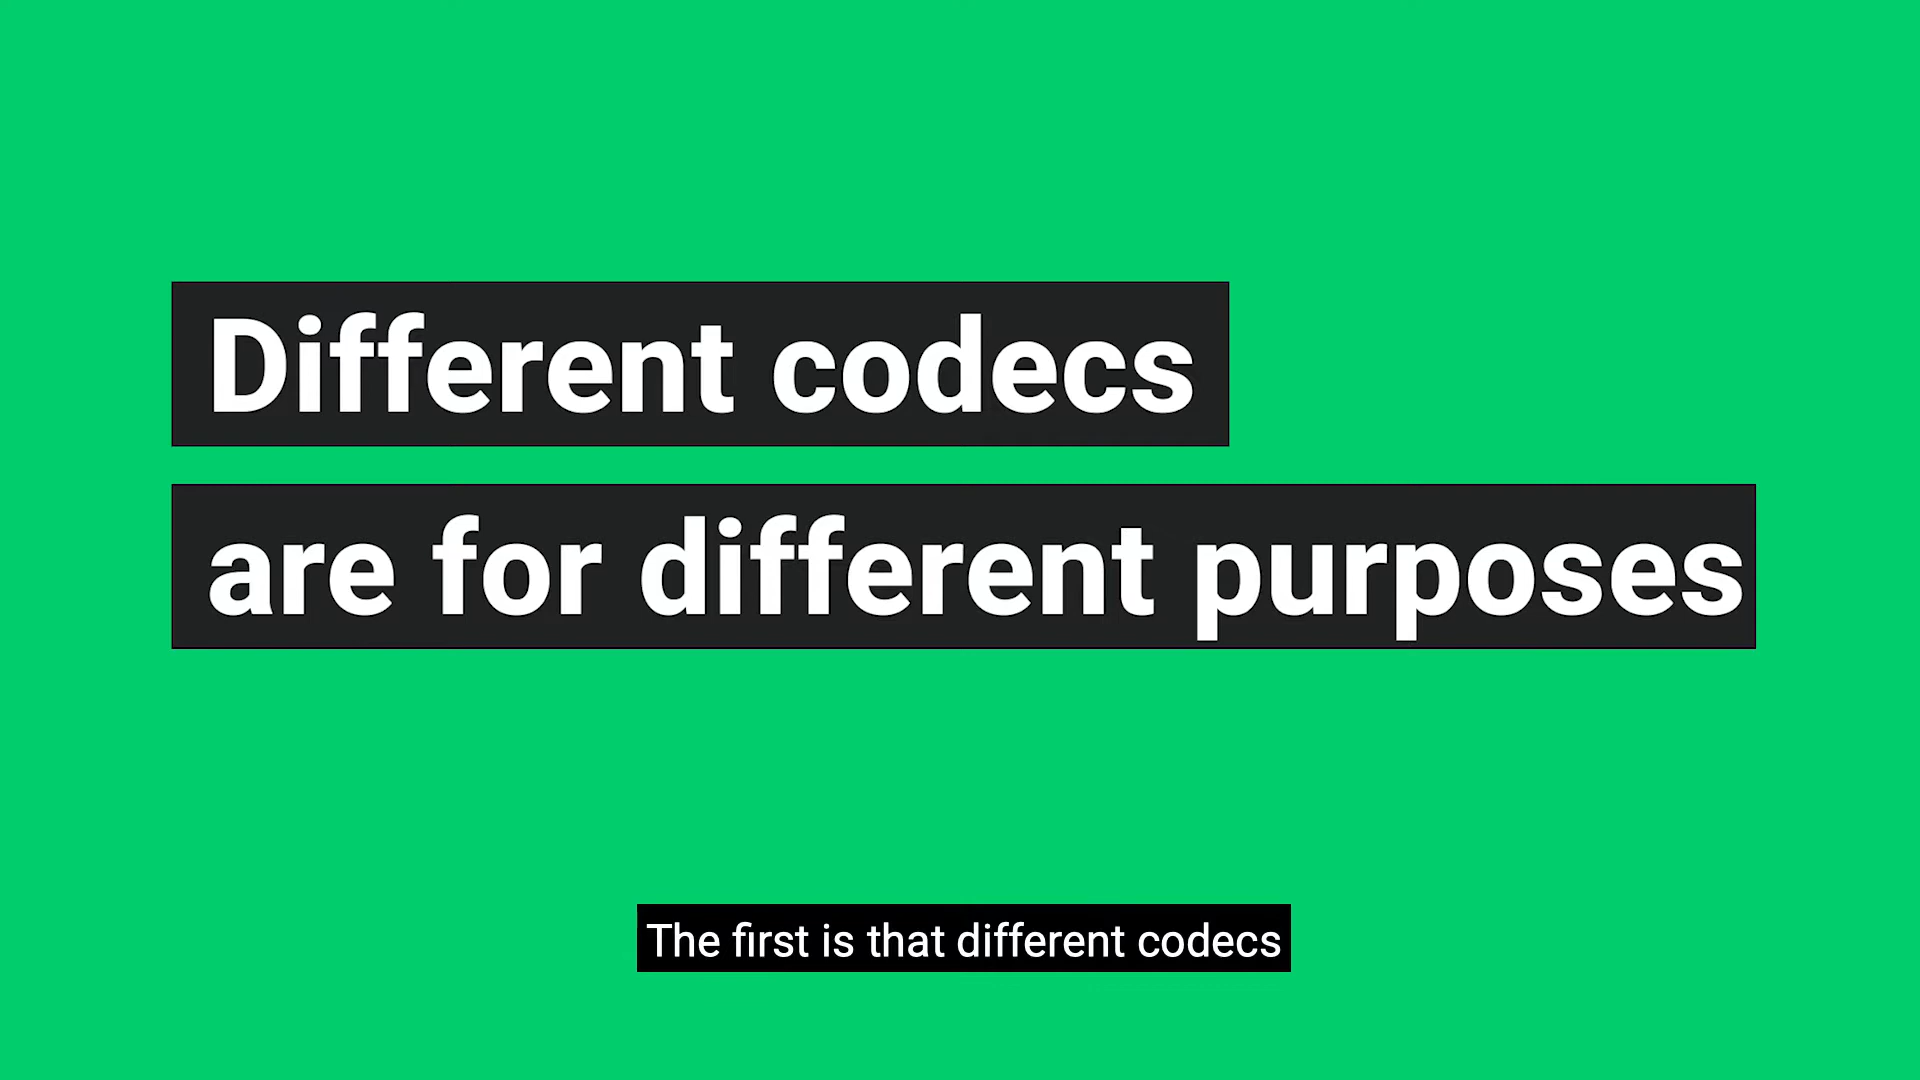 Different codecs
are for different purposes
The first is that different codecs